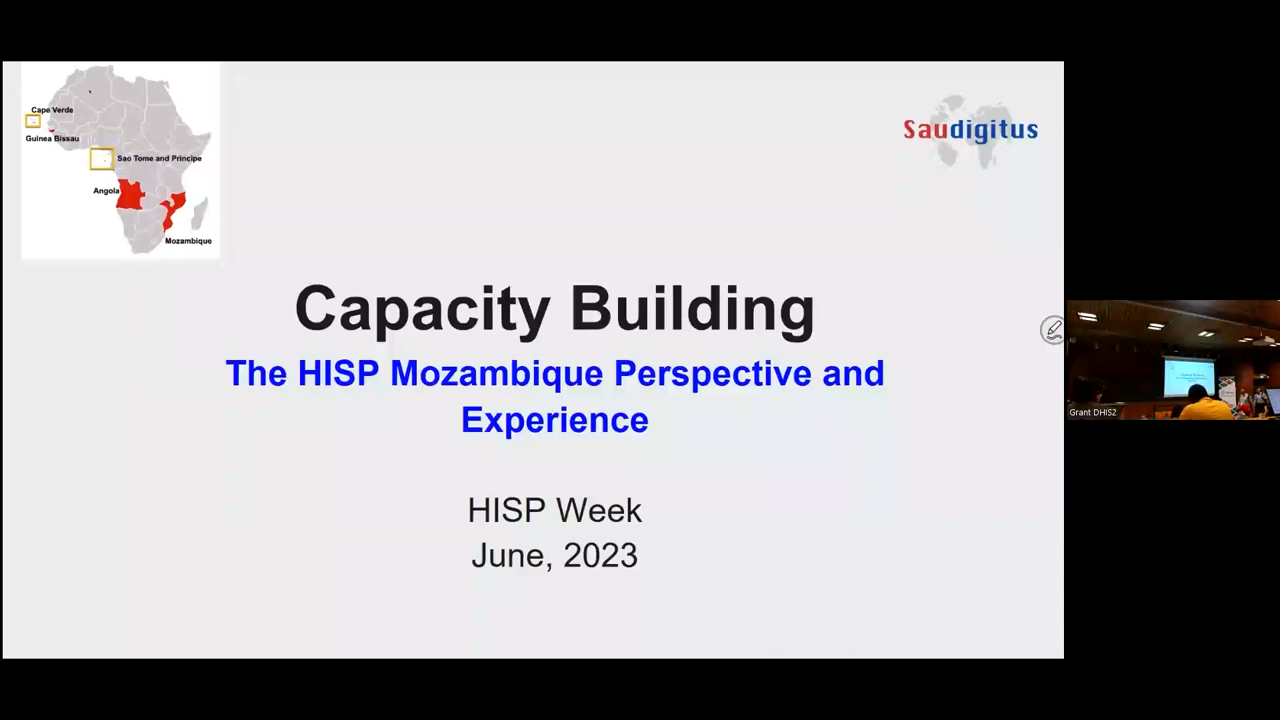 Cape Verde
Guinea Bissau
Sao Tome and Principe
Angola
Mozambique
Saudigitus
Capacity Building
The HISP Mozambique Perspective and
Experience
HISP Week
June, 2023
Grant DHIS2